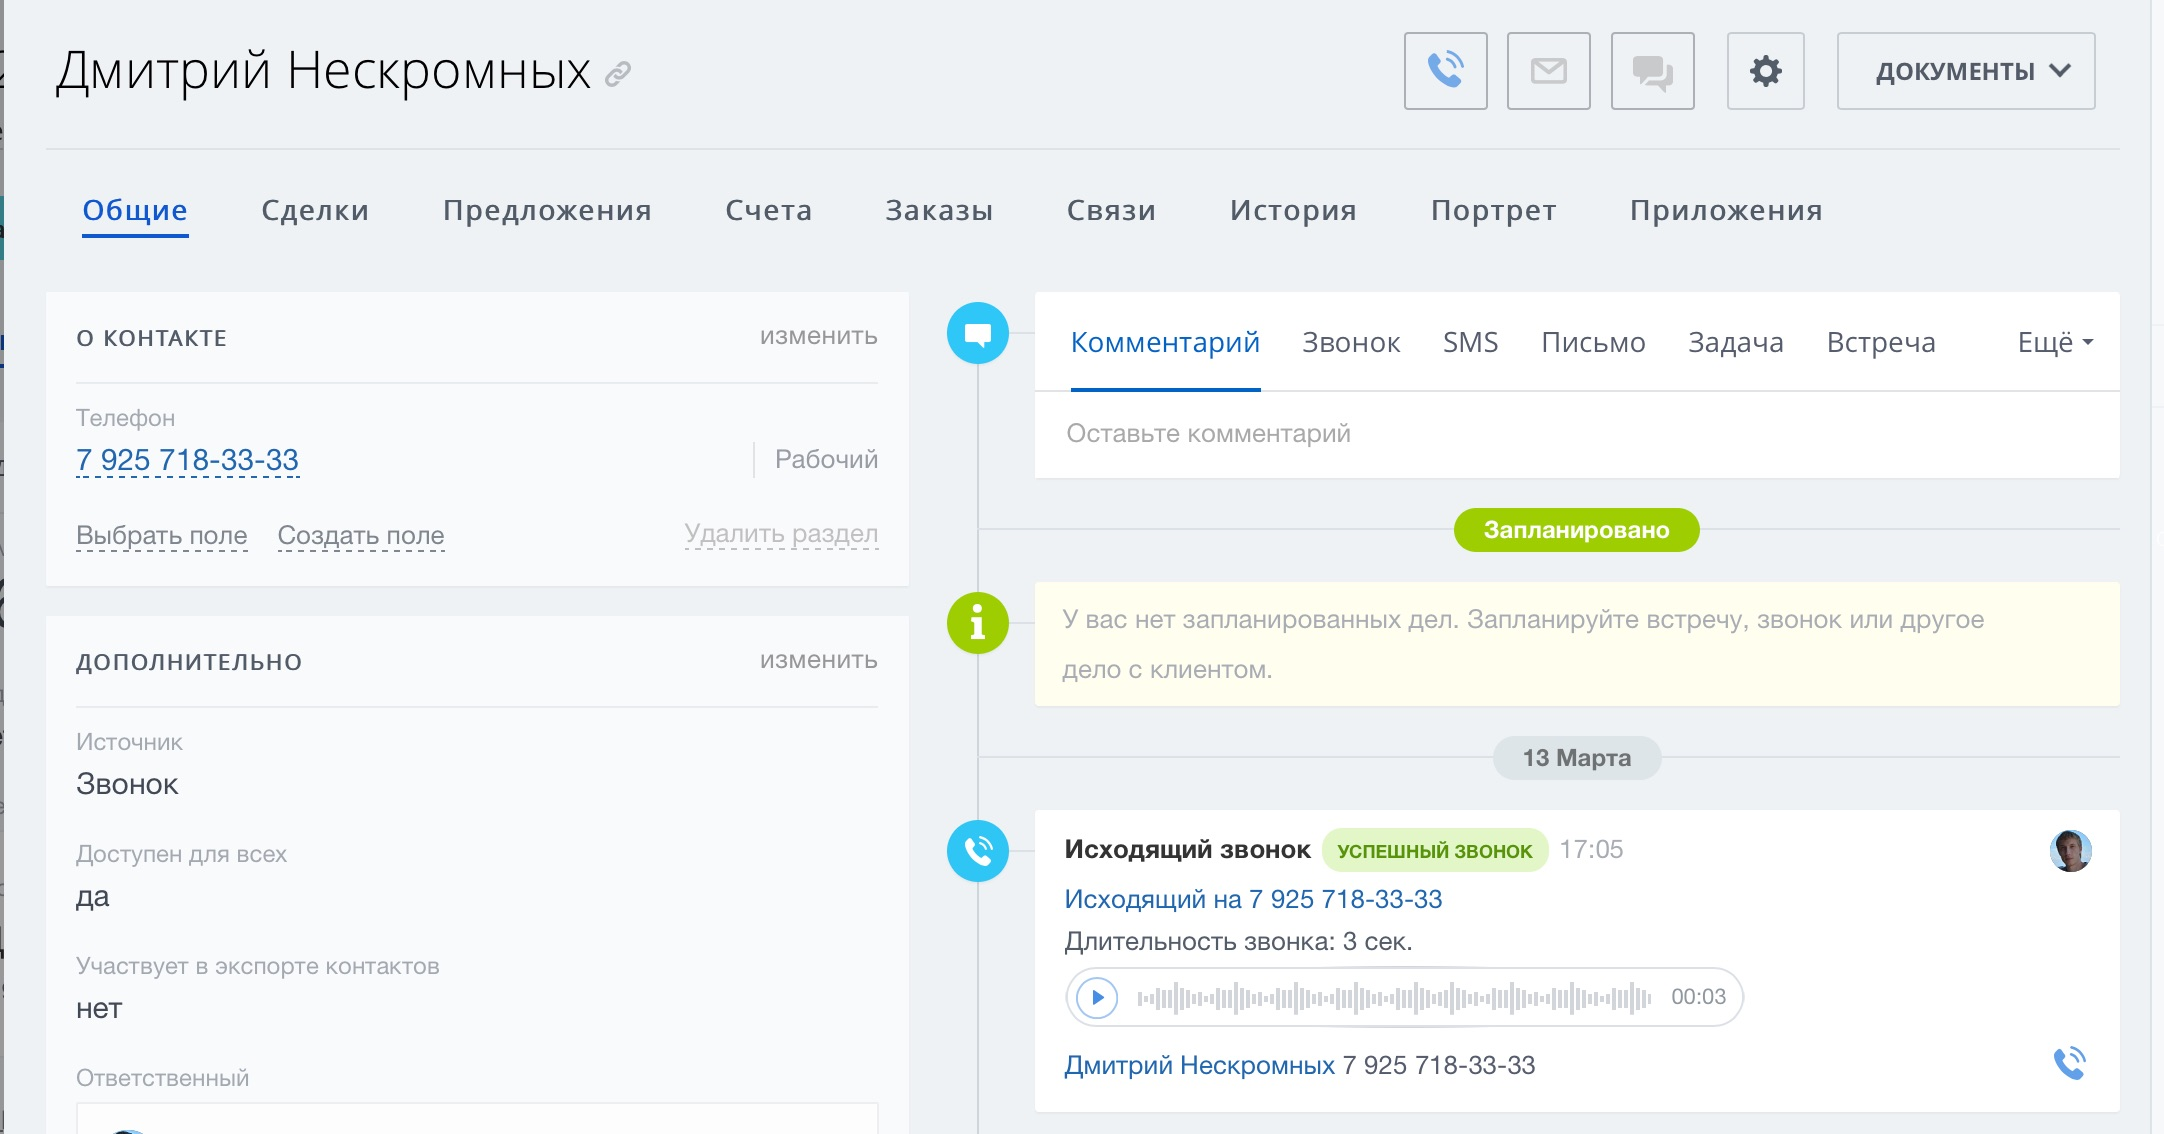 Дмитрий Нескромных
ДОКУМЕНТЫ
Общие Сделки Предложения Счета Заказы Связи История Портрет Приложения
О КОНТАКТЕ изменить
Телефон
7 925 718-33-33 Рабочий
Выбрать поле Создать поле Удалить раздел
ДОПОЛНИТЕЛЬНО изменить
Источник
Звонок
Доступен для всех
да
Участвует в экспорте контактов
нет
Ответственный
Комментарий Звонок SMS Письмо Задача Встреча Ещё
Оставьте комментарий
Запланировано
У вас нет запланированных дел. Запланируйте встречу, звонок или другое
дело с клиентом.
13 Марта
Исходящий звонок УСПЕШНЫЙ ЗВОНОК 17:05
Исходящий на 7 925 718-33-33
Длительность звонка: 3 сек.
00:03
Дмитрий Нескромных 7 925 718-33-33